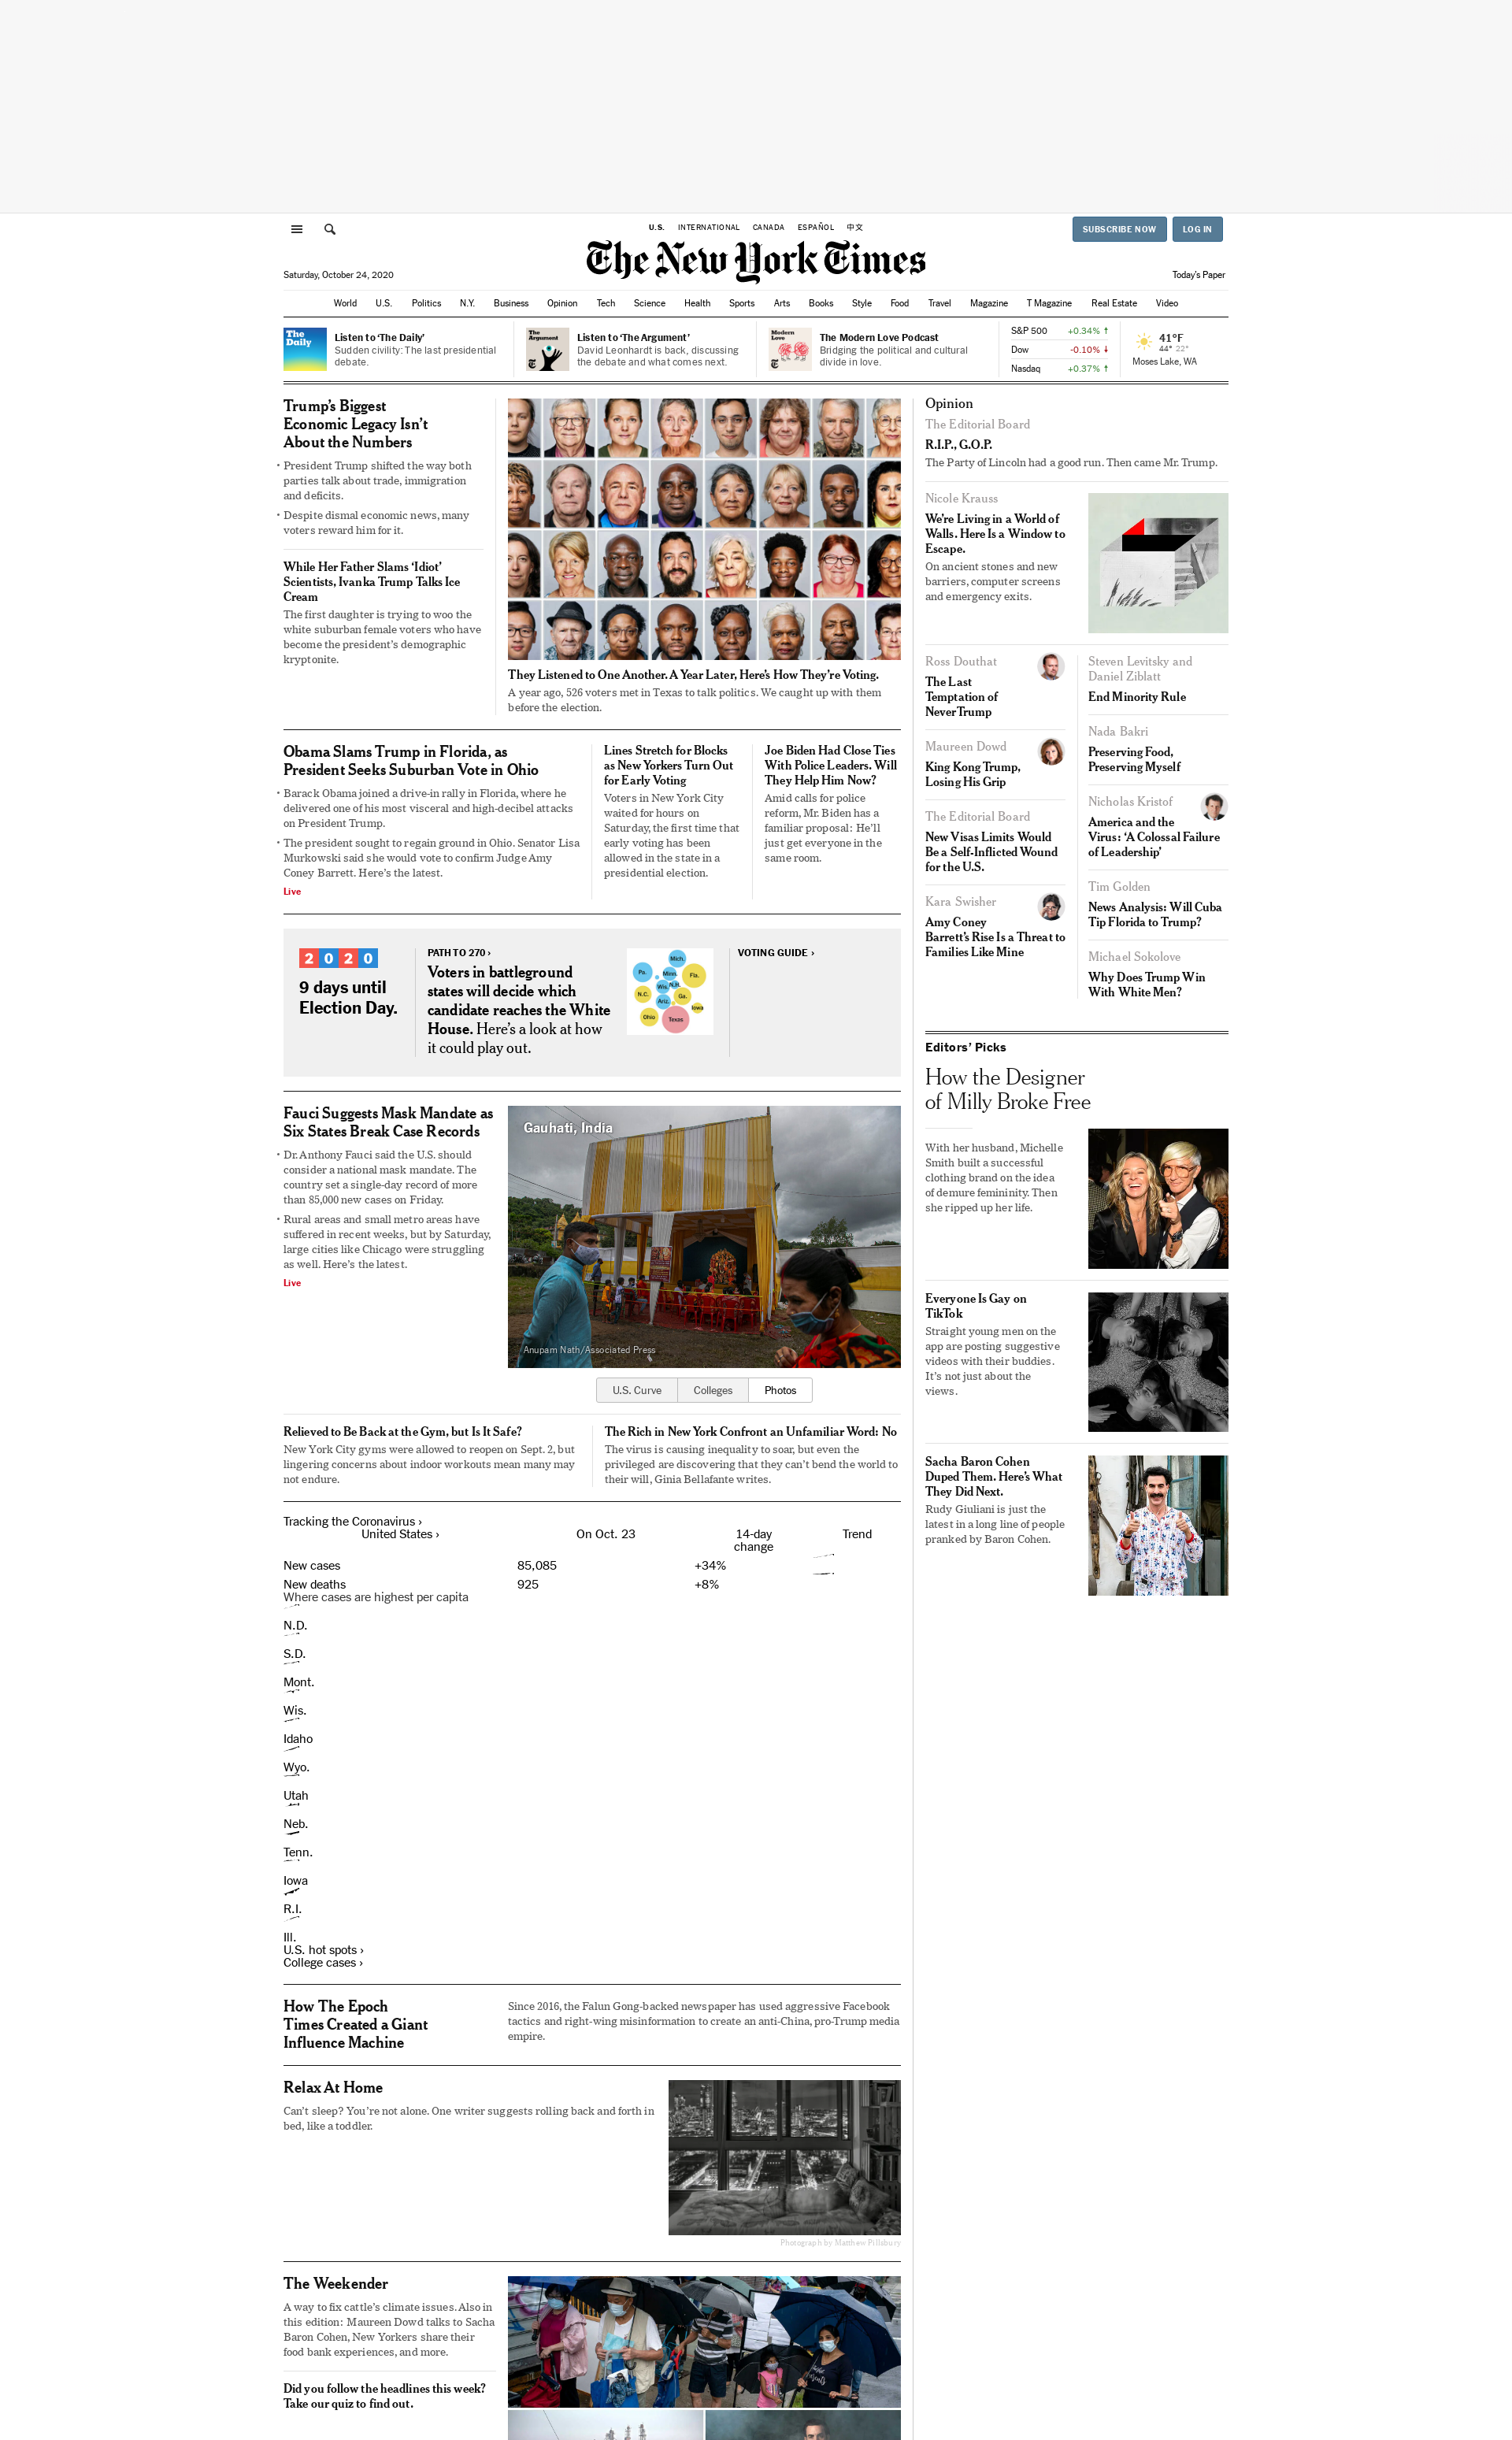 U.S. INTERNATIONAL CANADA ESPAÑOL 中文
SUBSCRIBE NOW LOG IN
The New York Times
Saturday, October 24, 2020
Today's Paper
World U.S. Politics N.Y. Business Opinion Tech Science Health Sports Arts Books Style Food Travel Magazine T Magazine Real Estate Video
The
Daily
Listen to ‘The Daily’
Sudden civility: The last presidential
debate.
The
Argument
Listen to ‘The Argument’
David Leonhardt is back, discussing
the debate and what comes next.
Modern
Love
The Modern Love Podcast
Bridging the political and cultural
divide in love.
S&P 500 +0.34% ↑
Dow -0.10% ↓
Nasdaq +0.37% ↑
41°F
44° 22°
Moses Lake, WA
Trump’s Biggest
Economic Legacy Isn’t
About the Numbers
• President Trump shifted the way both
parties talk about trade, immigration
and deficits.
• Despite dismal economic news, many
voters reward him for it.
While Her Father Slams ‘Idiot’
Scientists, Ivanka Trump Talks Ice
Cream
The first daughter is trying to woo the
white suburban female voters who have
become the president’s demographic
kryptonite.
They Listened to One Another. A Year Later, Here’s How They’re Voting.
A year ago, 526 voters met in Texas to talk politics. We caught up with them
before the election.
Obama Slams Trump in Florida, as
President Seeks Suburban Vote in Ohio
• Barack Obama joined a drive-in rally in Florida, where he
delivered one of his most visceral and high-decibel attacks
on President Trump.
• The president sought to regain ground in Ohio. Senator Lisa
Murkowski said she would vote to confirm Judge Amy
Coney Barrett. Here’s the latest.
Live
Lines Stretch for Blocks
as New Yorkers Turn Out
for Early Voting
Voters in New York City
waited for hours on
Saturday, the first time that
early voting has been
allowed in the state in a
presidential election.
Joe Biden Had Close Ties
With Police Leaders. Will
They Help Him Now?
Amid calls for police
reform, Mr. Biden has a
familiar proposal: He’ll
just get everyone in the
same room.
2020
9 days until
Election Day.
PATH TO 270 ›
Voters in battleground
states will decide which
candidate reaches the White
House. Here’s a look at how
it could play out.
Mich.
Pa.
Minn.
Fla.
Wis.
N.H.
N.C.
Ga.
Ariz.
Iowa
Ohio
Texas
VOTING GUIDE ›
Fauci Suggests Mask Mandate as
Six States Break Case Records
• Dr. Anthony Fauci said the U.S. should
consider a national mask mandate. The
country set a single-day record of more
than 85,000 new cases on Friday.
• Rural areas and small metro areas have
suffered in recent weeks, but by Saturday,
large cities like Chicago were struggling
as well. Here’s the latest.
Live
Gauhati, India
Anupam Nath/Associated Press
U.S. Curve Colleges Photos
Relieved to Be Back at the Gym, but Is It Safe?
New York City gyms were allowed to reopen on Sept. 2, but
lingering concerns about indoor workouts mean many may
not endure.
The Rich in New York Confront an Unfamiliar Word: No
The virus is causing inequality to soar, but even the
privileged are discovering that they can’t bend the world to
their will, Ginia Bellafante writes.
Tracking the Coronavirus ›
United States › On Oct. 23 14-day
change Trend
New cases 85,085 +34%
New deaths 925 +8%
Where cases are highest per capita
N.D.
S.D.
Mont.
Wis.
Idaho
Wyo.
Utah
Neb.
Tenn.
Iowa
R.I.
Ill.
U.S. hot spots ›
College cases ›
How The Epoch
Times Created a Giant
Influence Machine
Since 2016, the Falun Gong-backed newspaper has used aggressive Facebook
tactics and right-wing misinformation to create an anti-China, pro-Trump media
empire.
Relax At Home
Can’t sleep? You’re not alone. One writer suggests rolling back and forth in
bed, like a toddler.
Photograph by Matthew Pillsbury
The Weekender
A way to fix cattle’s climate issues. Also in
this edition: Maureen Dowd talks to Sacha
Baron Cohen, New Yorkers share their
food bank experiences, and more.
Did you follow the headlines this week?
Take our quiz to find out.
Opinion
The Editorial Board
R.I.P., G.O.P.
The Party of Lincoln had a good run. Then came Mr. Trump.
Nicole Krauss
We’re Living in a World of
Walls. Here Is a Window to
Escape.
On ancient stones and new
barriers, computer screens
and emergency exits.
Ross Douthat
The Last
Temptation of
NeverTrump
Maureen Dowd
King Kong Trump,
Losing His Grip
The Editorial Board
New Visas Limits Would
Be a Self-Inflicted Wound
for the U.S.
Kara Swisher
Amy Coney
Barrett’s Rise Is a Threat to
Families Like Mine
Steven Levitsky and
Daniel Ziblatt
End Minority Rule
Nada Bakri
Preserving Food,
Preserving Myself
Nicholas Kristof
America and the
Virus: ‘A Colossal Failure
of Leadership’
Tim Golden
News Analysis: Will Cuba
Tip Florida to Trump?
Michael Sokolove
Why Does Trump Win
With White Men?
Editors’ Picks
How the Designer
of Milly Broke Free
With her husband, Michelle
Smith built a successful
clothing brand on the idea
of demure femininity. Then
she ripped up her life.
Everyone Is Gay on
TikTok
Straight young men on the
app are posting suggestive
videos with their buddies.
It’s not just about the
views.
Sacha Baron Cohen
Duped Them. Here’s What
They Did Next.
Rudy Giuliani is just the
latest in a long line of people
pranked by Baron Cohen.